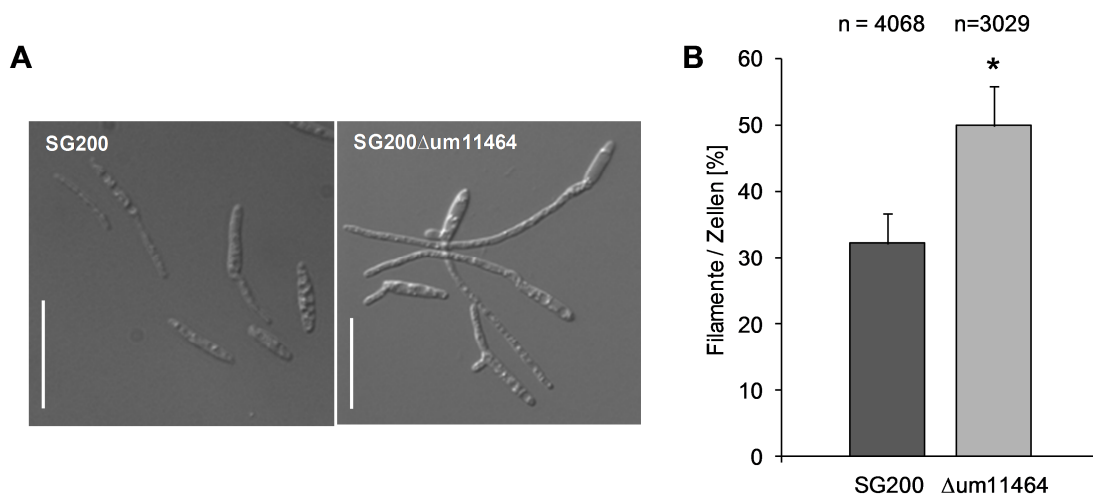 A
SG200
SG200Δum11464
B
n = 4068 n=3029
*
Filamente / Zellen [%]
60
50
40
30
20
10
0
SG200 Δum11464